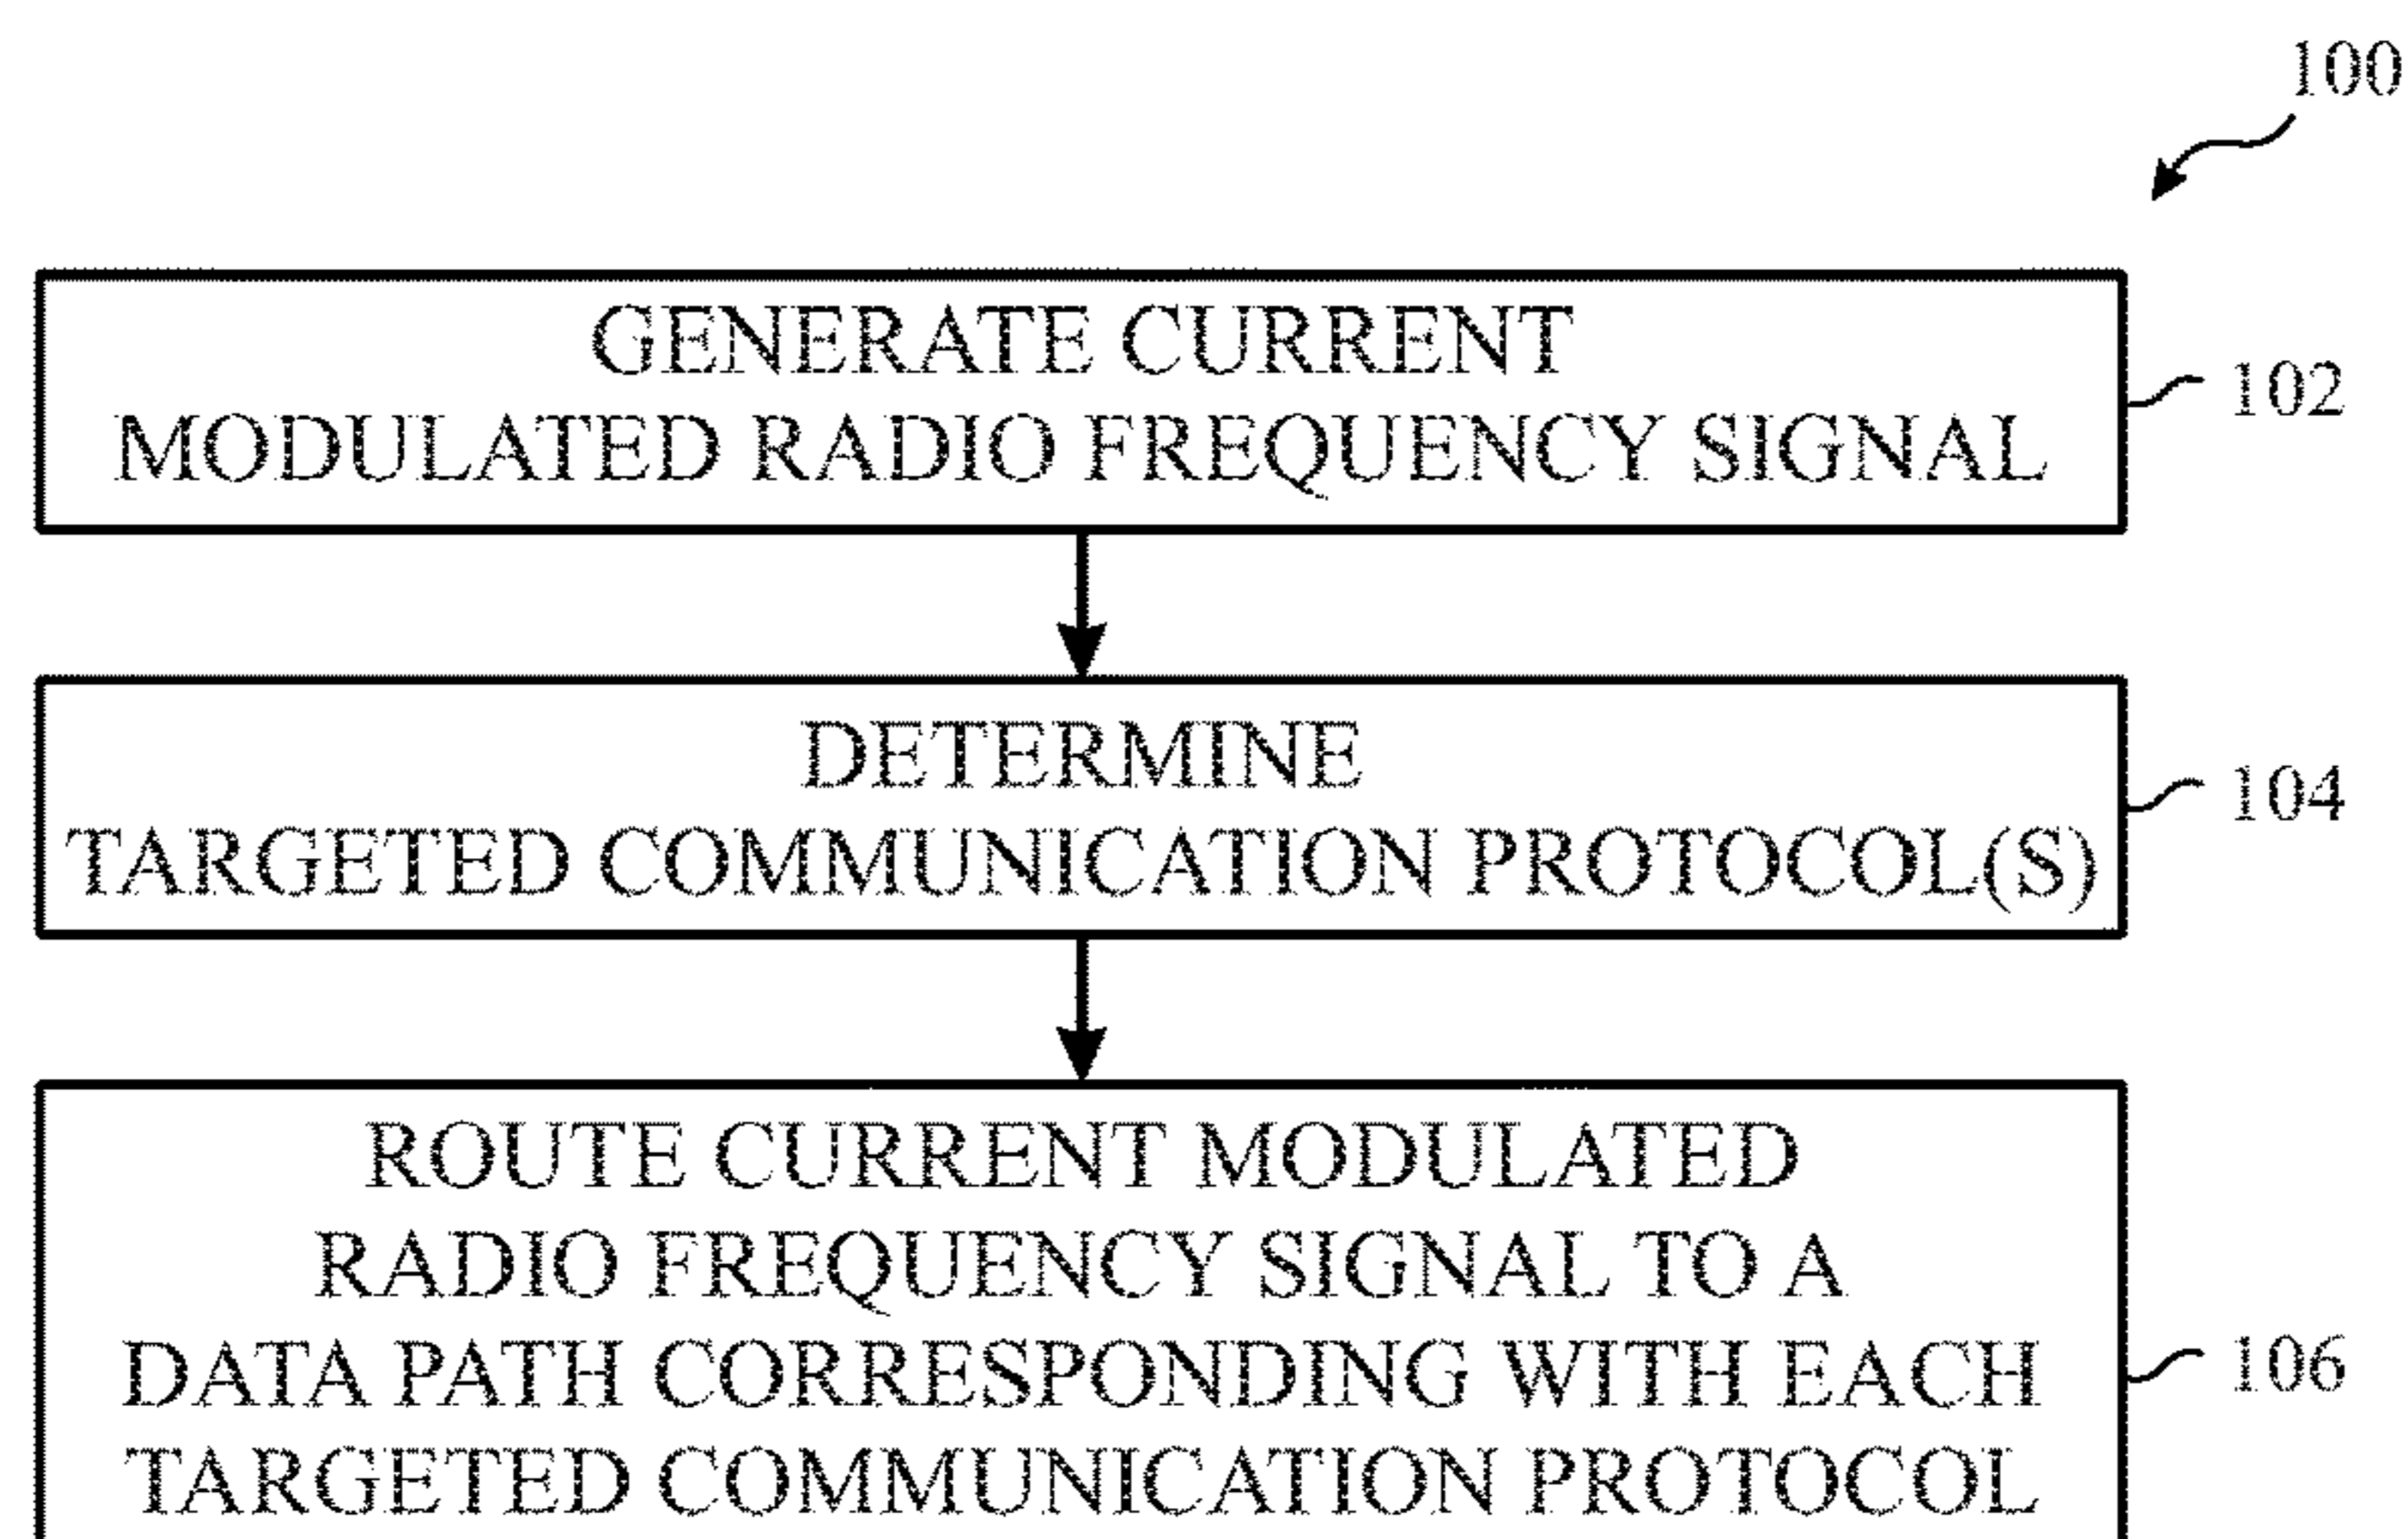 100
GENERATE CURRENT
MODULATED RADIO FREQUENCY SIGNAL
102
DETERMINE
TARGETED COMMUNICATION PROTOCOL(S)
104
ROUTE CURRENT MODULATED
RADIO FREQUENCY SIGNAL TO A
DATA PATH CORRESPONDING WITH EACH
TARGETED COMMUNICATION PROTOCOL
106